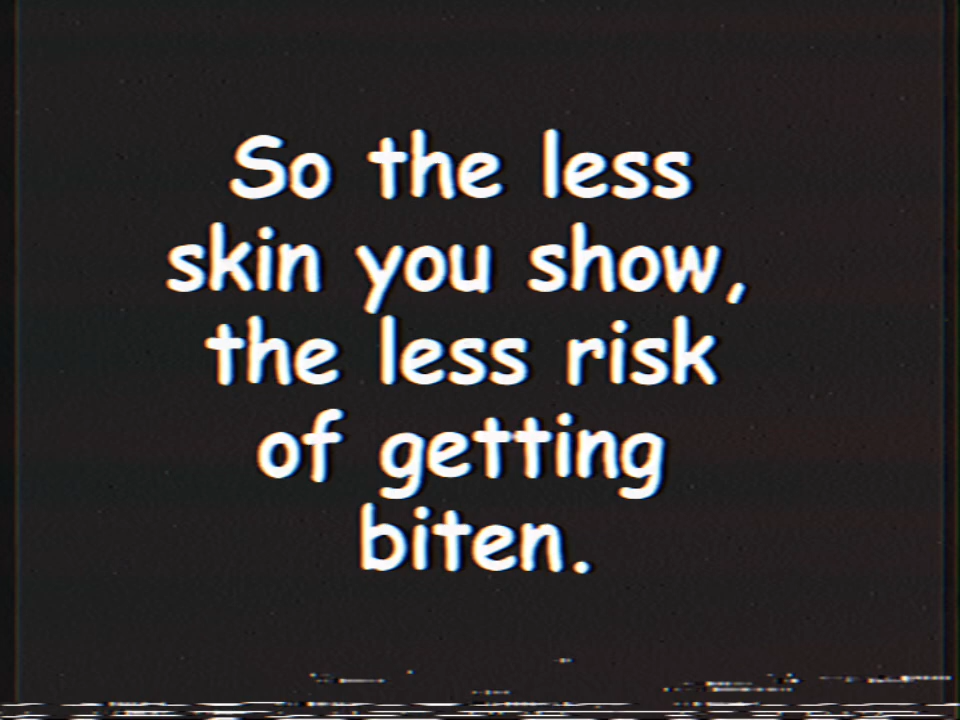 So the less
skin you show,
the less risk
of getting
biten.